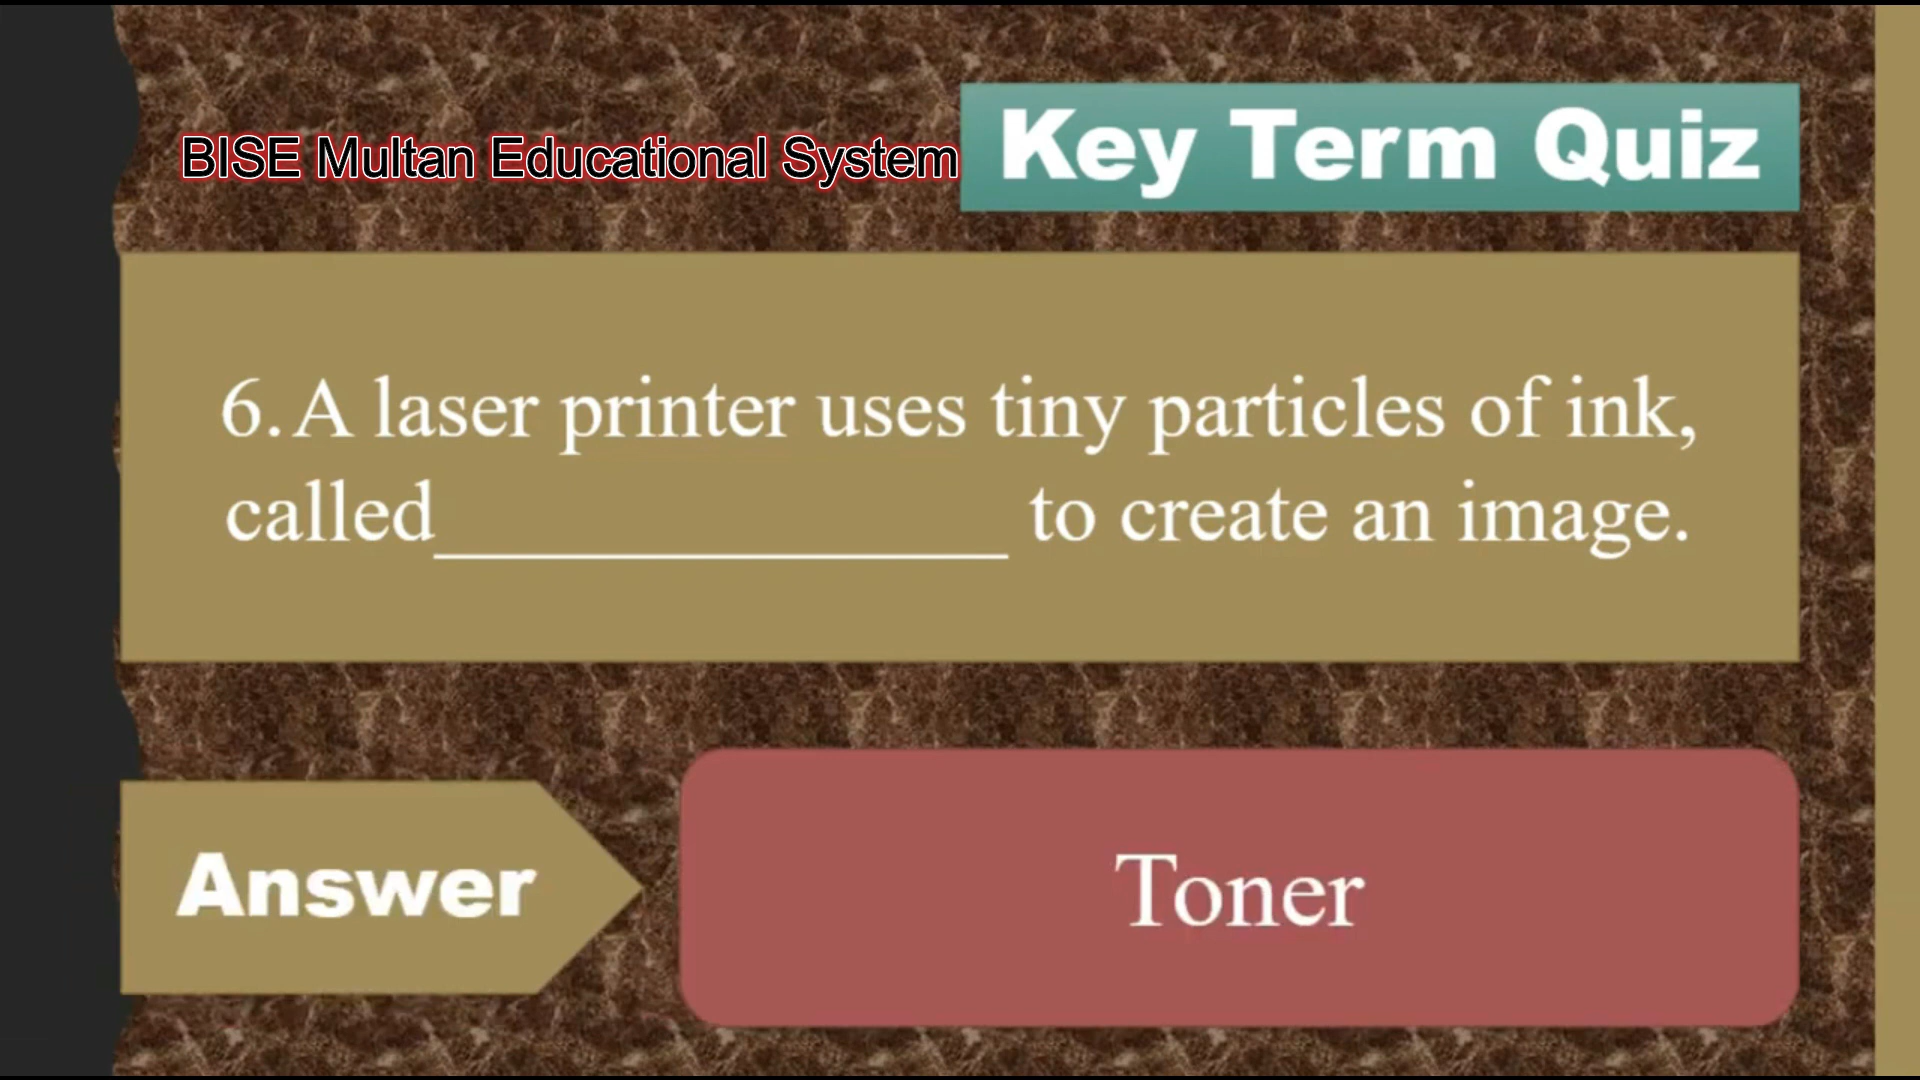 BISE Multan Educational System
Key Term Quiz
6. A laser printer uses tiny particles of ink,
called______________ to create an image.
Answer
Toner